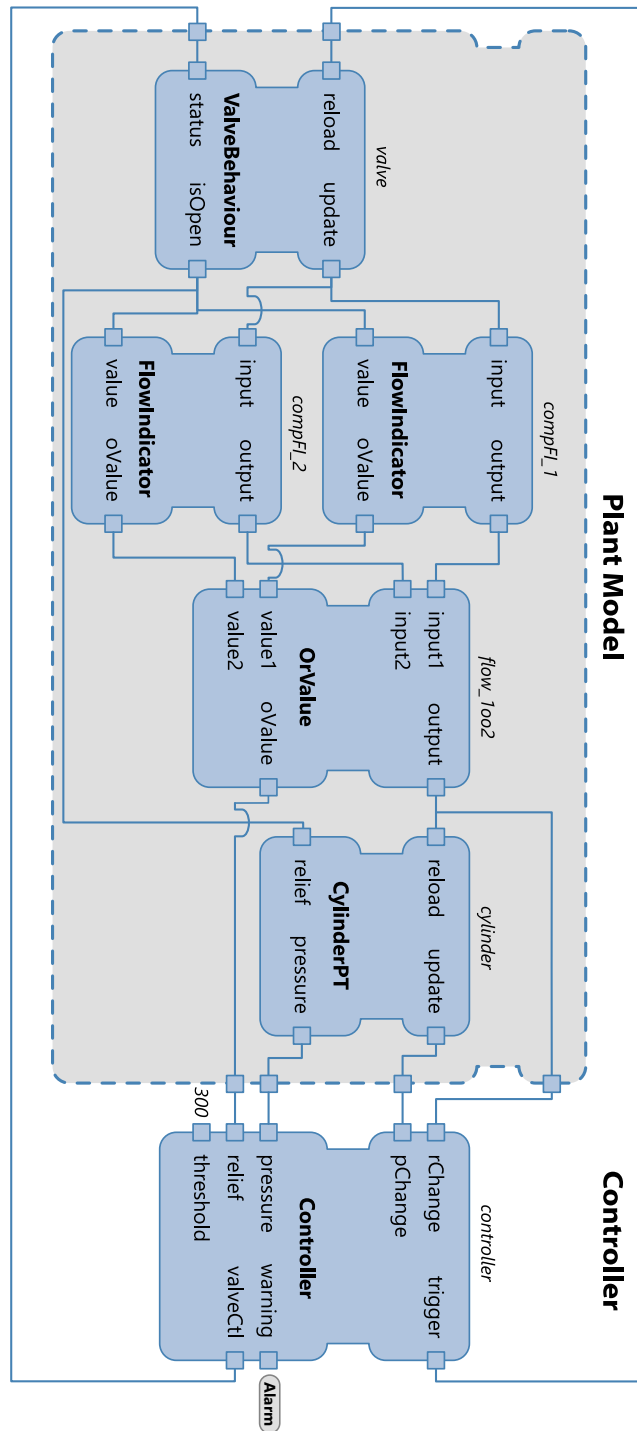 Plant Model
Controller
valve
reload
update
ValveBehaviour
status
isOpen
compFI_1
input
output
FlowIndicator
value
oValue
compFI_2
input
output
FlowIndicator
value
oValue
flow_1oo2
input1
input2
output
OrValue
value1
value2
oValue
cylinder
reload
update
CylinderPT
relief
pressure
controller
rChange
pChange
trigger
Controller
pressure
warning
relief
valveCtl
threshold
300
Alarm